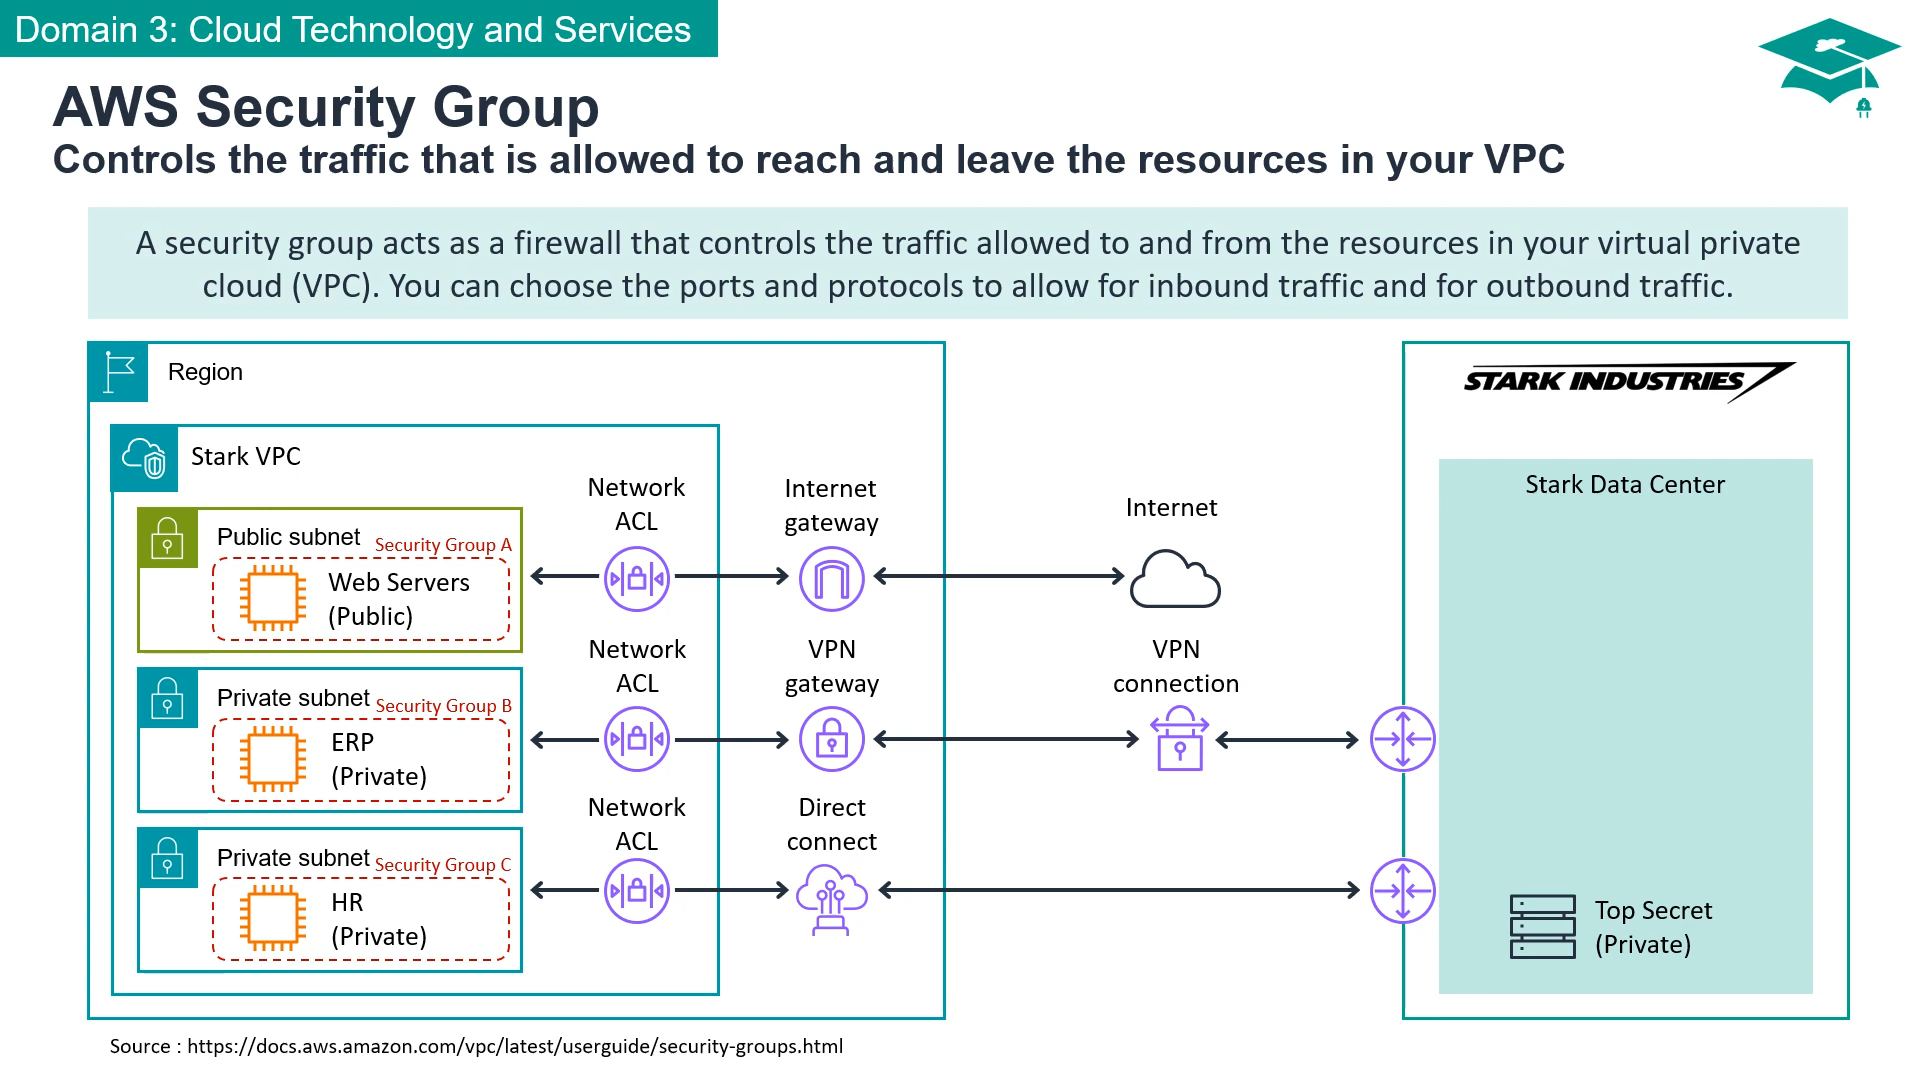 Domain 3: Cloud Technology and Services
AWS Security Group
Controls the traffic that is allowed to reach and leave the resources in your VPC
A security group acts as a firewall that controls the traffic allowed to and from the resources in your virtual private
cloud (VPC). You can choose the ports and protocols to allow for inbound traffic and for outbound traffic.
Region
Stark VPC
Public subnet
Security Group A
Web Servers
(Public)
Network
ACL
Internet
gateway
Internet
Private subnet
Security Group B
ERP
(Private)
Network
ACL
VPN
gateway
VPN
connection
Private subnet
Security Group C
HR
(Private)
Network
ACL
Direct
connect
STARK INDUSTRIES
Stark Data Center
Top Secret
(Private)
Source : https://docs.aws.amazon.com/vpc/latest/userguide/security-groups.html